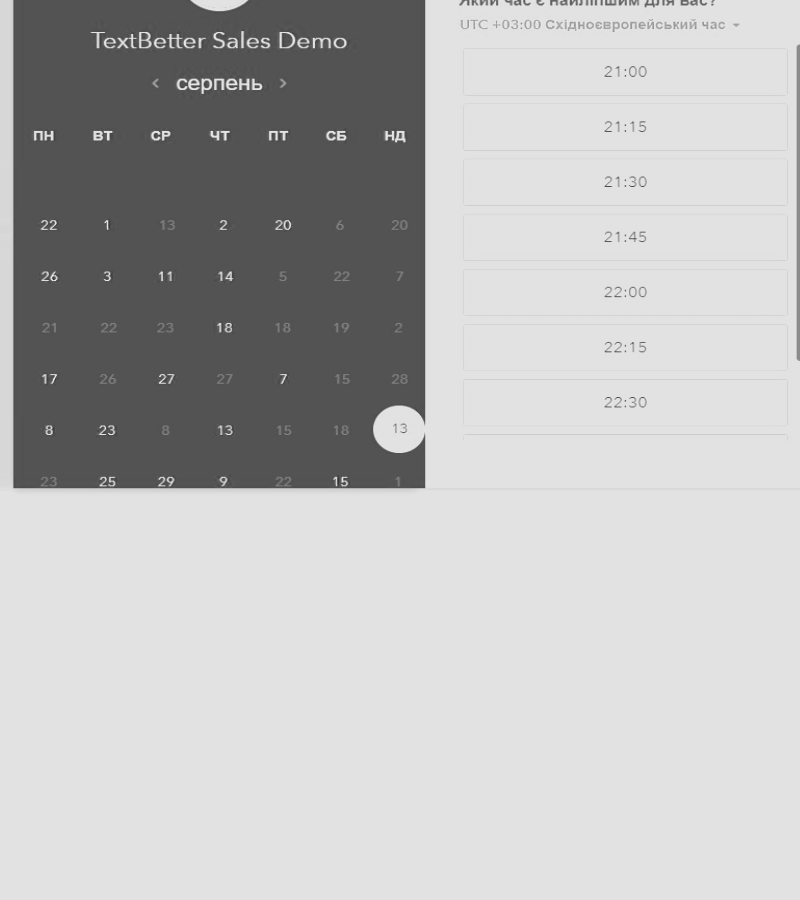 TextBetter Sales Demo
‹ серпень ›
ПН ВТ СР ЧТ ПТ СБ НД
22 1 13 2 20 6 20
26 3 11 14 5 22 7
21 22 23 18 18 19 2
17 26 27 27 7 15 28
8 23 8 13 15 18 13
23 25 29 9 22 15 1
Який час є найліпшим для вас?
UTC +03:00 Східноєвропейський час
21:00
21:15
21:30
21:45
22:00
22:15
22:30